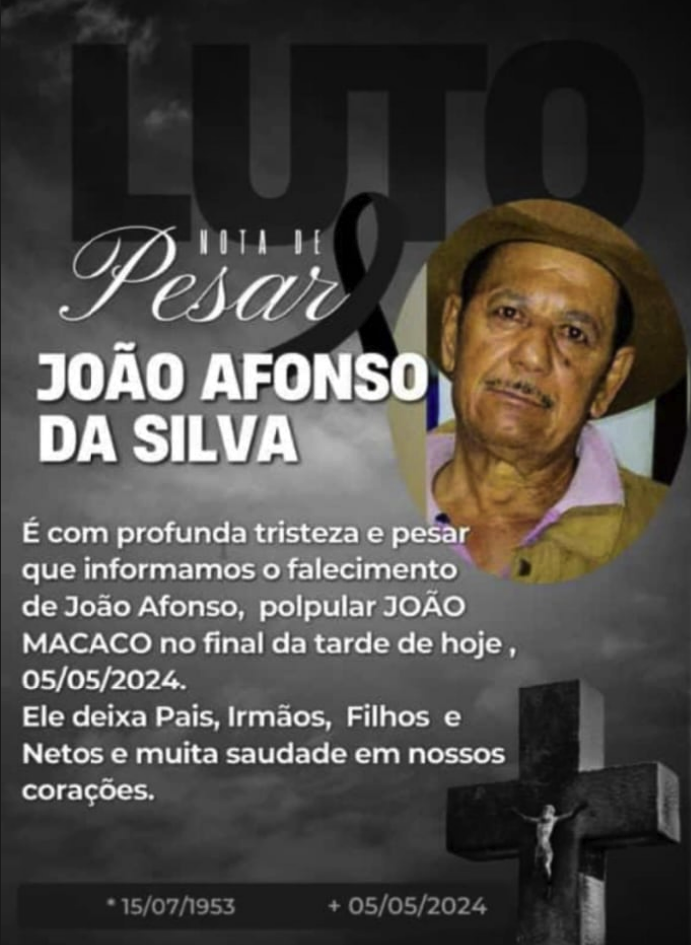 LUTO
NOTA DE
Pesar
JOÃO AFONSO
DA SILVA
É com profunda tristeza e pesar
que informamos o falecimento
de João Afonso, polpular JOÃO
MACACO no final da tarde de hoje ,
05/05/2024.
Ele deixa Pais, Irmãos, Filhos e
Netos e muita saudade em nossos
corações.
* 15/07/1953 + 05/05/2024